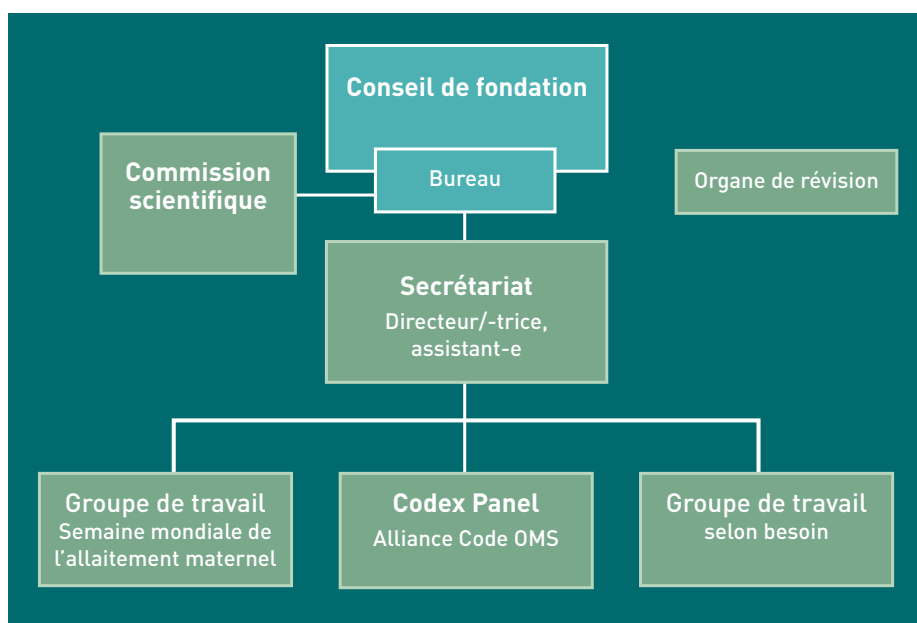 Conseil de fondation
Bureau
Commission
scientifique
Organe de révision
Secrétariat
Directeur/-trice,
assistant-e
Groupe de travail
Semaine mondiale de
l’allaitement maternel
Codex Panel
Alliance Code OMS
Groupe de travail
selon besoin